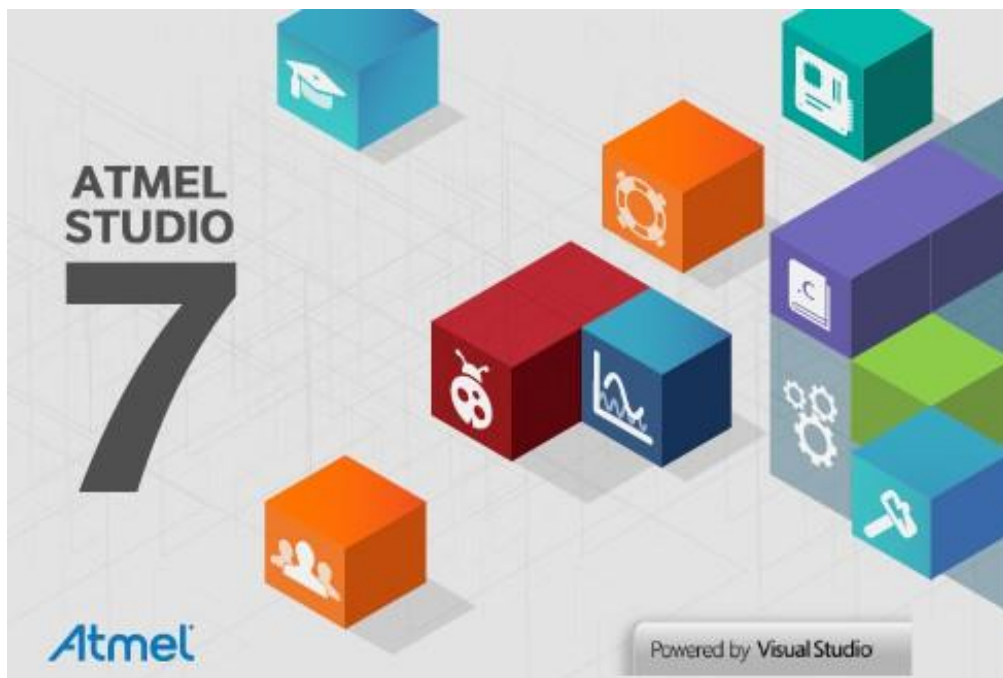 ATMEL
STUDIO
7
.C
Atmel
Powered by Visual Studio